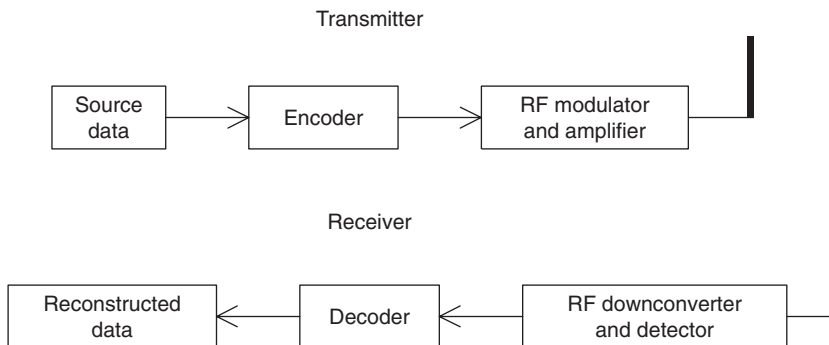 Transmitter
Source
data
Encoder
RF modulator
and amplifier
Receiver
Reconstructed
data
Decoder
RF downconverter
and detector